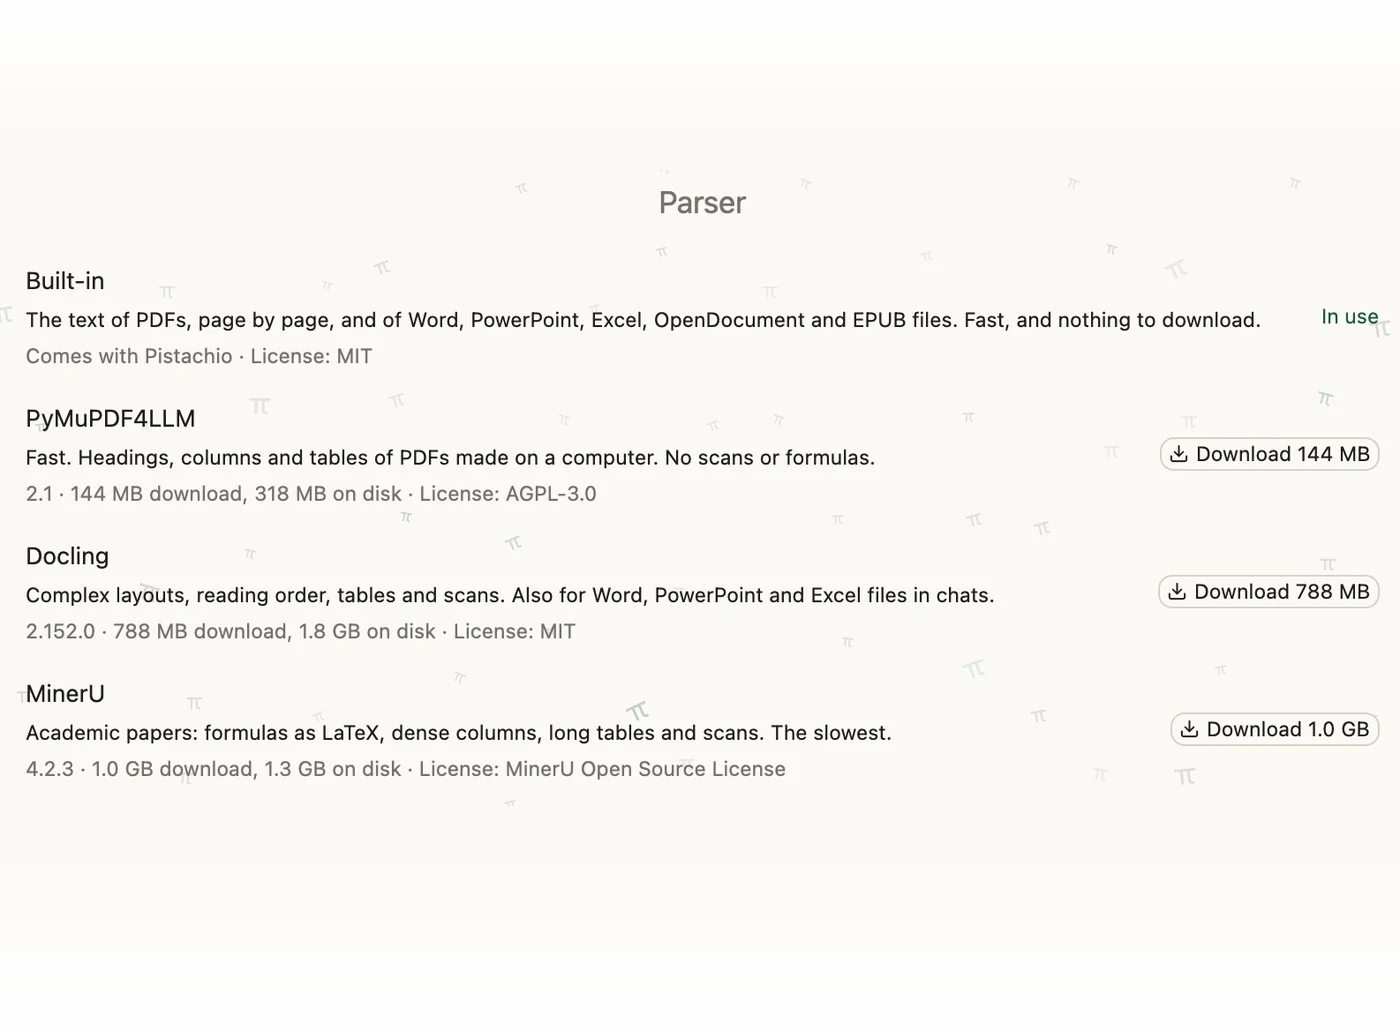 Parser
Built-in
The text of PDFs, page by page, and of Word, PowerPoint, Excel, OpenDocument and EPUB files. Fast, and nothing to download.
In use
Comes with Pistachio · License: MIT
PyMuPDF4LLM
Fast. Headings, columns and tables of PDFs made on a computer. No scans or formulas.
Download 144 MB
2.1 · 144 MB download, 318 MB on disk · License: AGPL-3.0
Docling
Complex layouts, reading order, tables and scans. Also for Word, PowerPoint and Excel files in chats.
Download 788 MB
2.152.0 · 788 MB download, 1.8 GB on disk · License: MIT
MinerU
Academic papers: formulas as LaTeX, dense columns, long tables and scans. The slowest.
Download 1.0 GB
4.2.3 · 1.0 GB download, 1.3 GB on disk · License: MinerU Open Source License